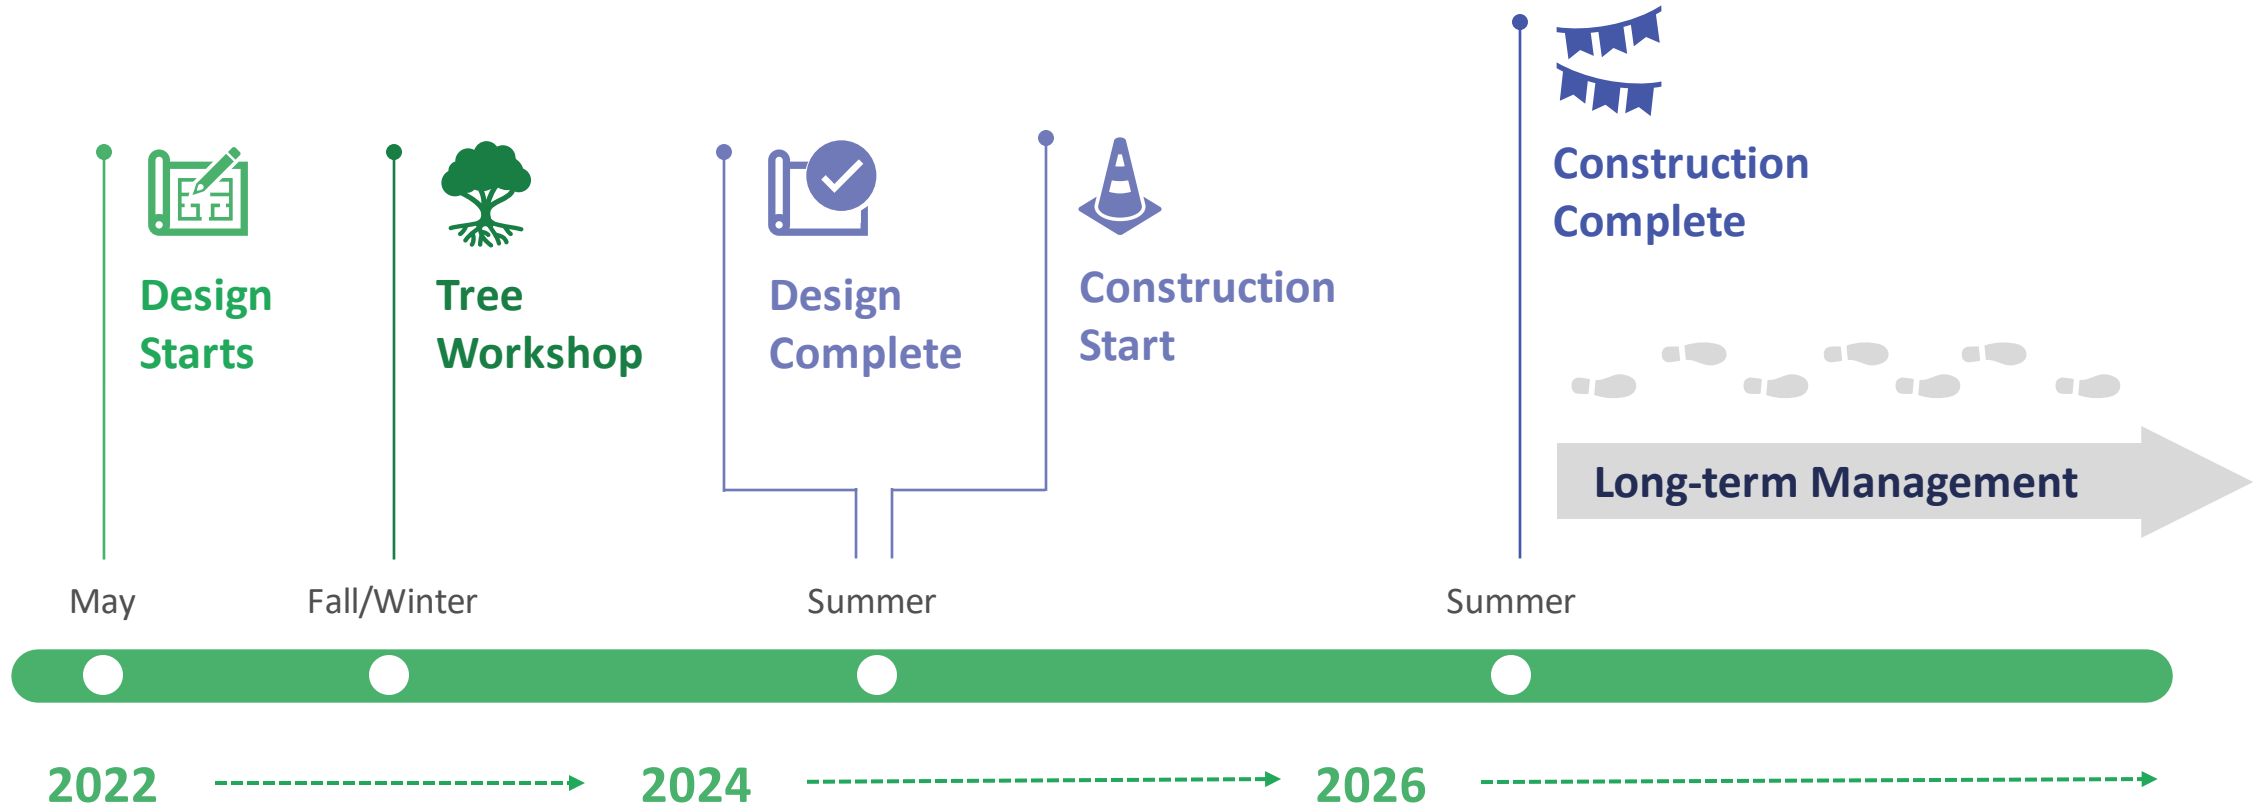 Design
Starts
Tree
Workshop
Design
Complete
Construction
Start
Construction
Complete
Long-term Management
May
Fall/Winter
Summer
Summer
2022
2024
2026